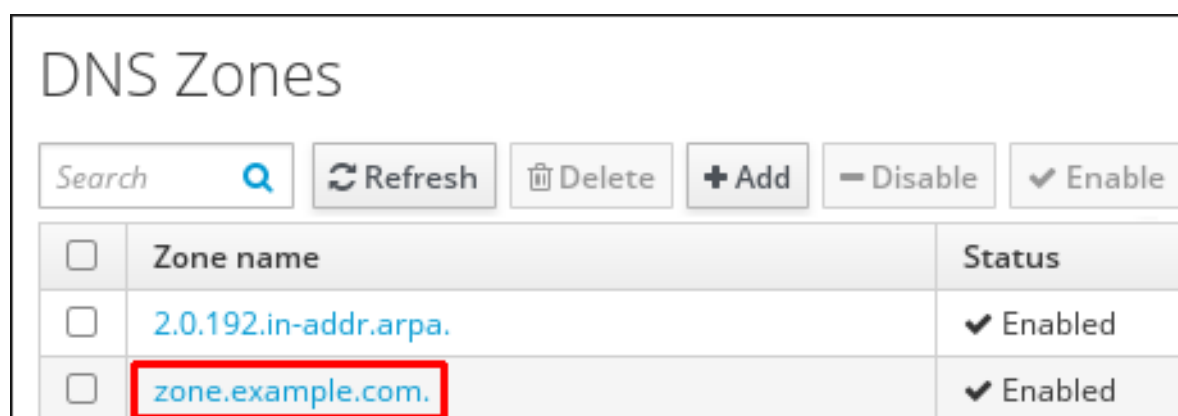 DNS Zones
Search Refresh Delete Add Disable Enable
Zone name Status
2.0.192.in-addr.arpa. Enabled
zone.example.com. Enabled